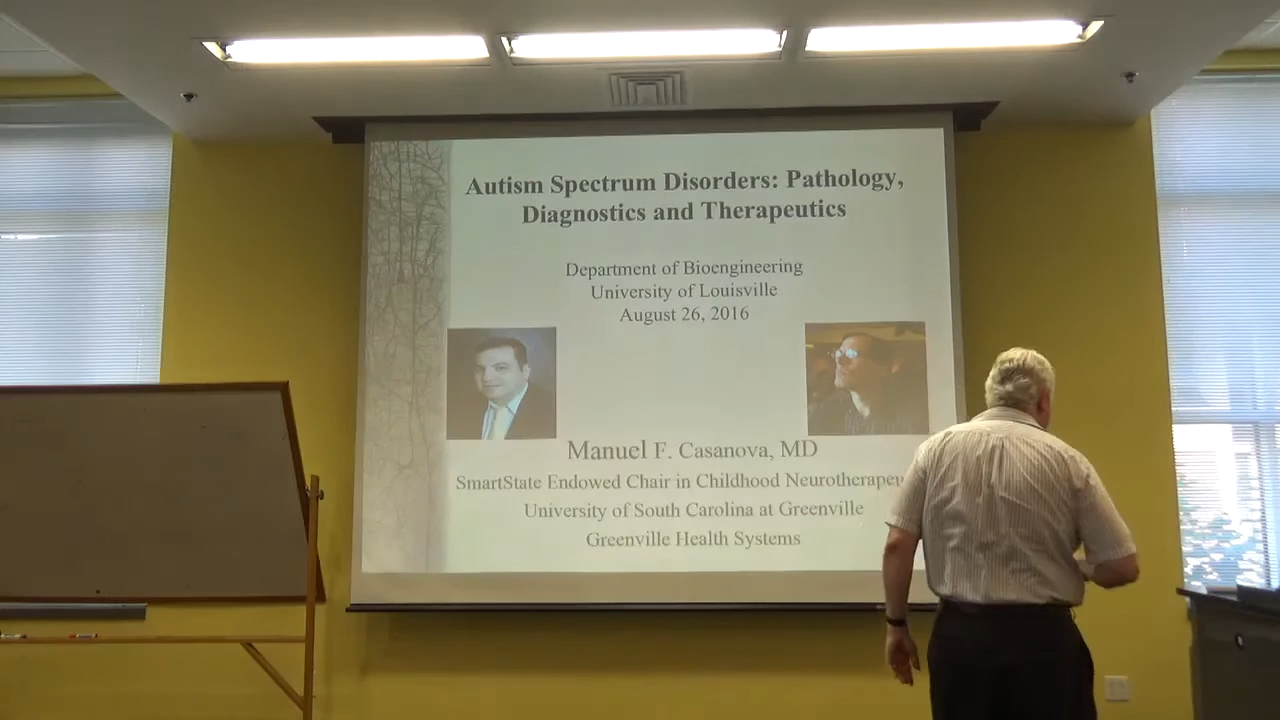 Autism Spectrum Disorders: Pathology,
Diagnostics and Therapeutics
Department of Bioengineering
University of Louisville
August 26, 2016
Manuel F. Casanova, MD
SmartState Endowed Chair in Childhood
University of South Carolina at Greenville
Greenville Health Systems